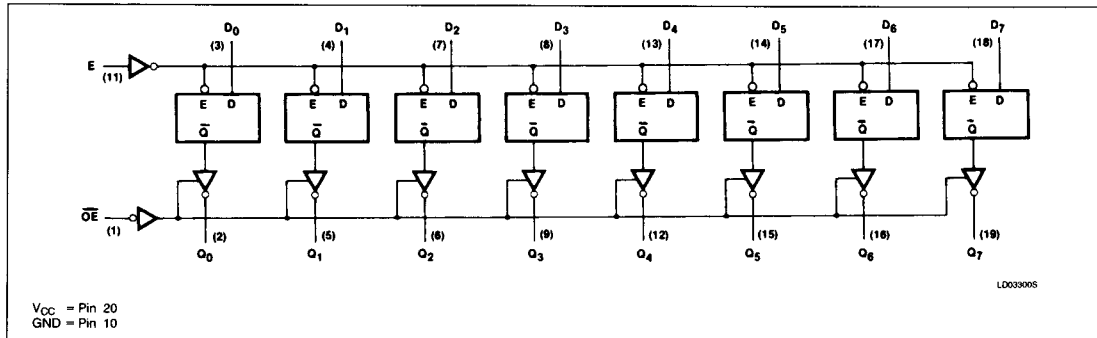 D0 D1 D2 D3 D4 D5 D6 D7
(3) (4) (7) (8) (13) (14) (17) (18)
E
(11)
E D E D E D E D E D E D E D E D
Q̅ Q̅ Q̅ Q̅ Q̅ Q̅ Q̅ Q̅
O̅E̅
(1) (2) (5) (6) (9) (12) (15) (16) (19)
Q0 Q1 Q2 Q3 Q4 Q5 Q6 Q7
LD03300S
VCC = Pin 20
GND = Pin 10